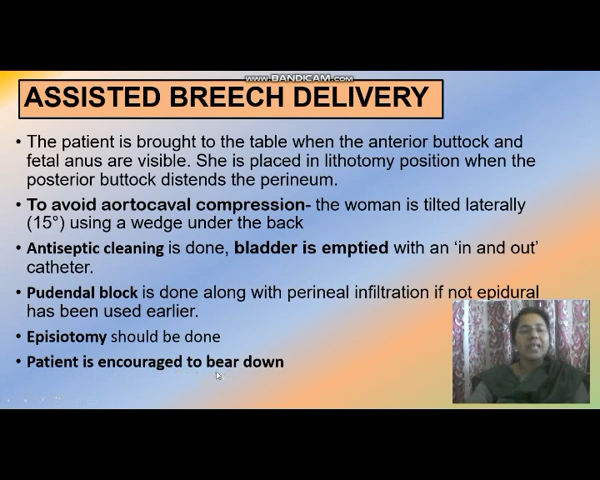 WWW.BANDICAM.COM
ASSISTED BREECH DELIVERY
• The patient is brought to the table when the anterior buttock and
fetal anus are visible. She is placed in lithotomy position when the
posterior buttock distends the perineum.
• To avoid aortocaval compression- the woman is tilted laterally
(15°) using a wedge under the back
• Antiseptic cleaning is done, bladder is emptied with an ‘in and out’
catheter.
• Pudendal block is done along with perineal infiltration if not epidural
has been used earlier.
• Episiotomy should be done
• Patient is encouraged to bear down